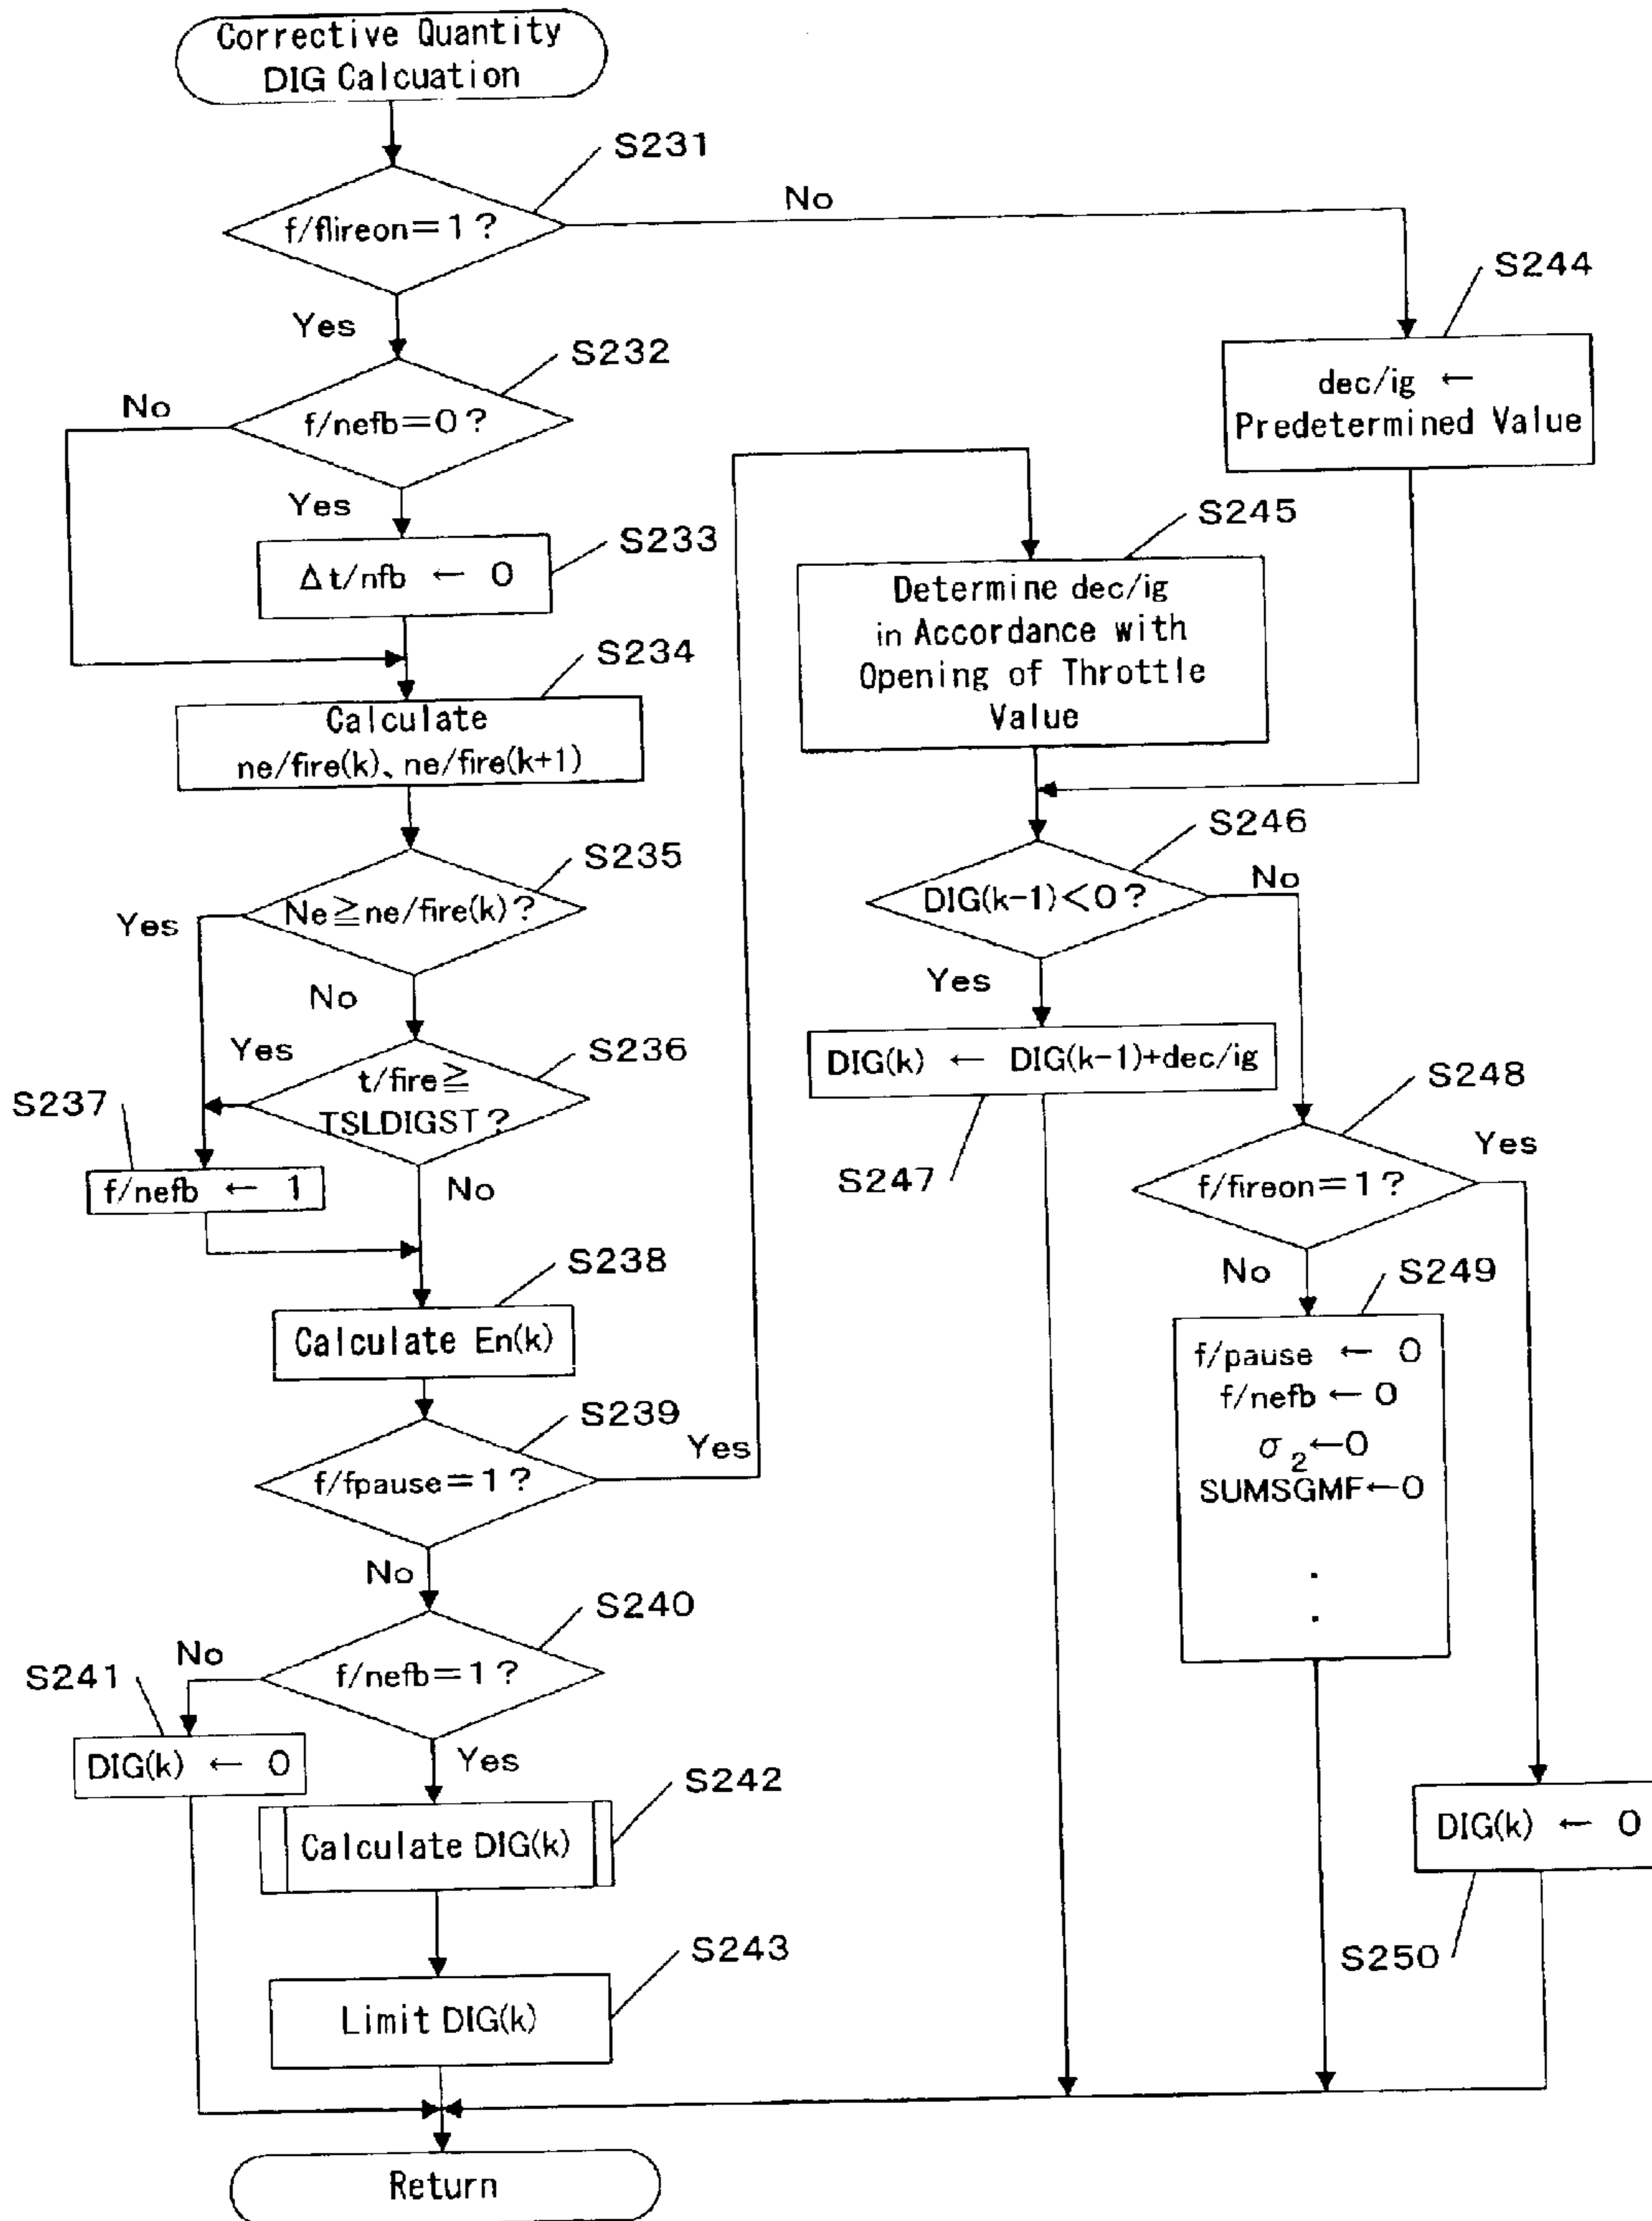 Corrective Quantity
DIG Calcuation
S231
f/flireon=1?
No
Yes
S244
dec/ig ←
Predetermined Value
S232
f/nefb=0?
No
Yes
S233
Δt/nfb ← 0
S245
Determine dec/ig
in Accordance with
Opening of Throttle
Value
S234
Calculate
ne/fire(k)、ne/fire(k+1)
S235
Ne≧ne/fire(k)?
Yes
No
S246
DIG(k-1)<0?
No
Yes
S236
t/fire≧
TSLDIGST?
Yes
No
S237
f/nefb ← 1
DIG(k) ← DIG(k-1)+dec/ig
S247
S248
f/fireon=1?
Yes
No
S238
Calculate En(k)
S249
f/pause ← 0
f/nefb ← 0
σ2←0
SUMSGMF←0
.
.
S239
f/fpause=1?
Yes
No
S240
f/nefb=1?
No
Yes
S241
DIG(k) ← 0
S242
Calculate DIG(k)
DIG(k) ← 0
S250
S243
Limit DIG(k)
Return